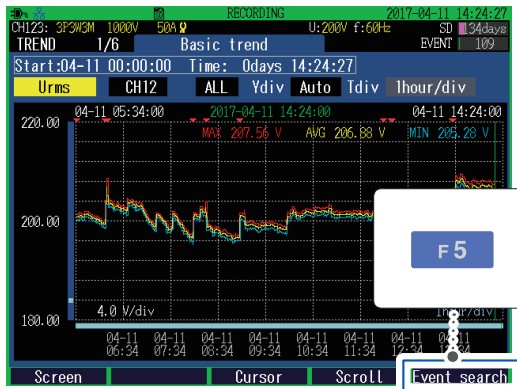 RECORDING 2017-04-11 14:24:27
CH123: 3P3W3M 1000V 50A U:200V f:60Hz SD 134days
TREND 1/6 Basic trend EVENT 109
Start:04-11 00:00:00 Time: 0days 14:24:27
Urms CH12 ALL Ydiv Auto Tdiv 1hour/div
04-11 05:34:00 2017-04-11 14:24:00 04-11 14:24:00
220.00 MAX 207.56 V AVG 206.88 V MIN 205.28 V
200.00
F5
4.0 V/div 1hour/div
180.00
04-11 04-11 04-11 04-11 04-11 04-11 04-11
06:34 07:34 08:34 09:34 10:34 11:34
Screen Cursor Scroll Event search